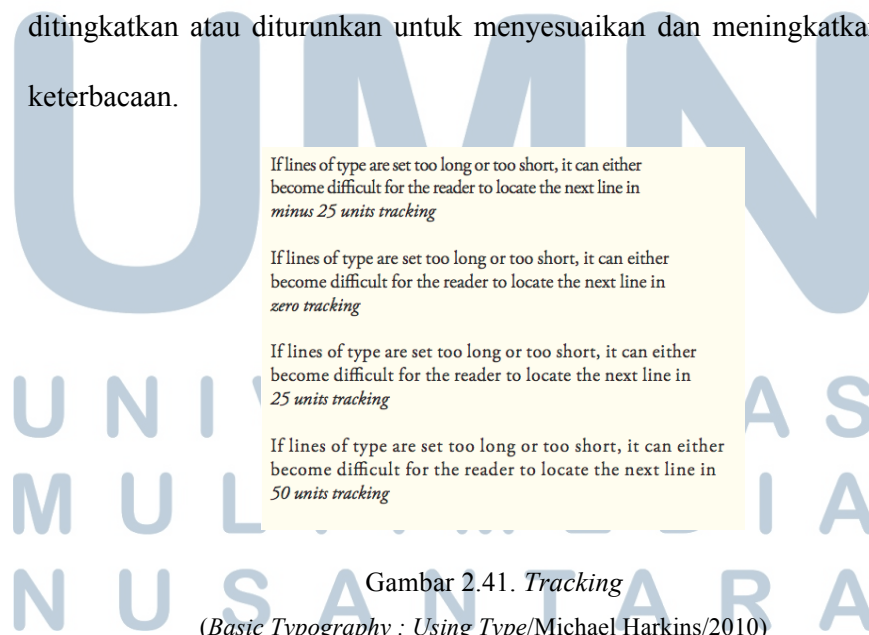 ditingkatkan atau diturunkan untuk menyesuaikan dan meningkatkan
keterbacaan.
If lines of type are set too long or too short, it can either
become difficult for the reader to locate the next line in
minus 25 units tracking
If lines of type are set too long or too short, it can either
become difficult for the reader to locate the next line in
zero tracking
If lines of type are set too long or too short, it can either
become difficult for the reader to locate the next line in
25 units tracking
If lines of type are set too long or too short, it can either
become difficult for the reader to locate the next line in
50 units tracking
Gambar 2.41. Tracking
(Basic Typography : Using Type/Michael Harkins/2010)
UMN
NUSANTARA